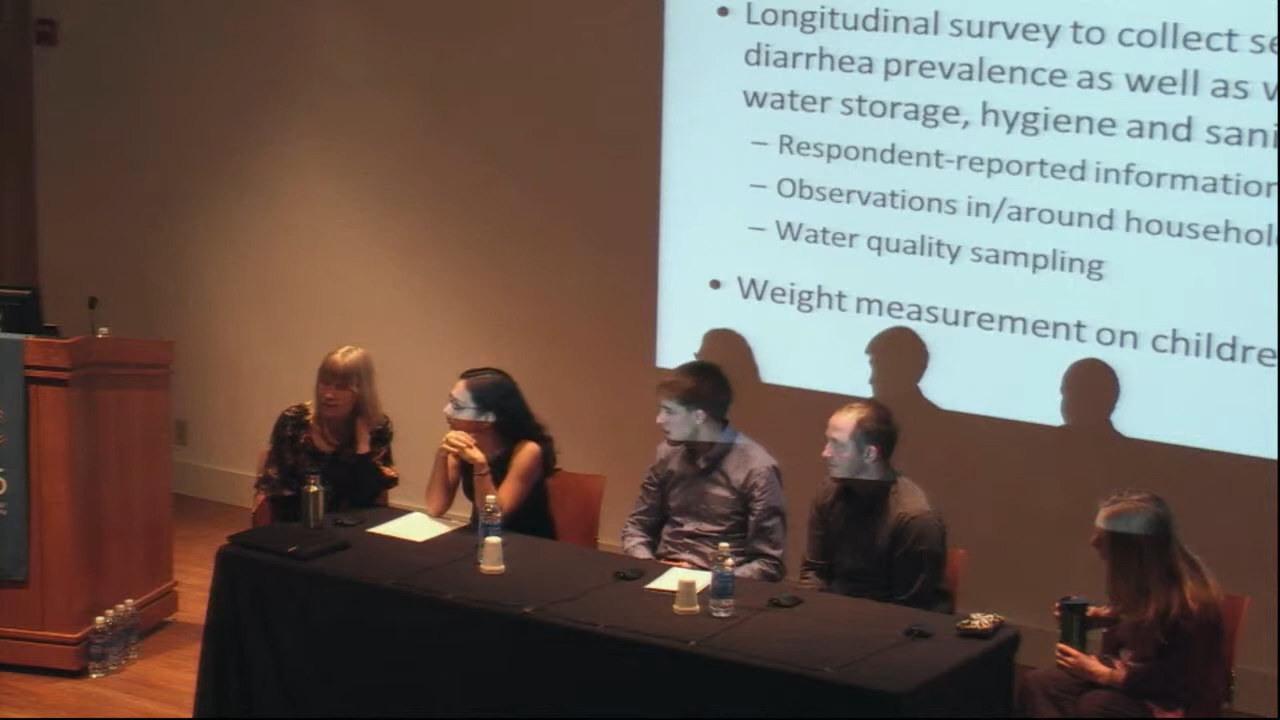 • Longitudinal survey to collect se
diarrhea prevalence as well as v
water storage, hygiene and sani
– Respondent-reported information
– Observations in/around househol
– Water quality sampling
• Weight measurement on childre